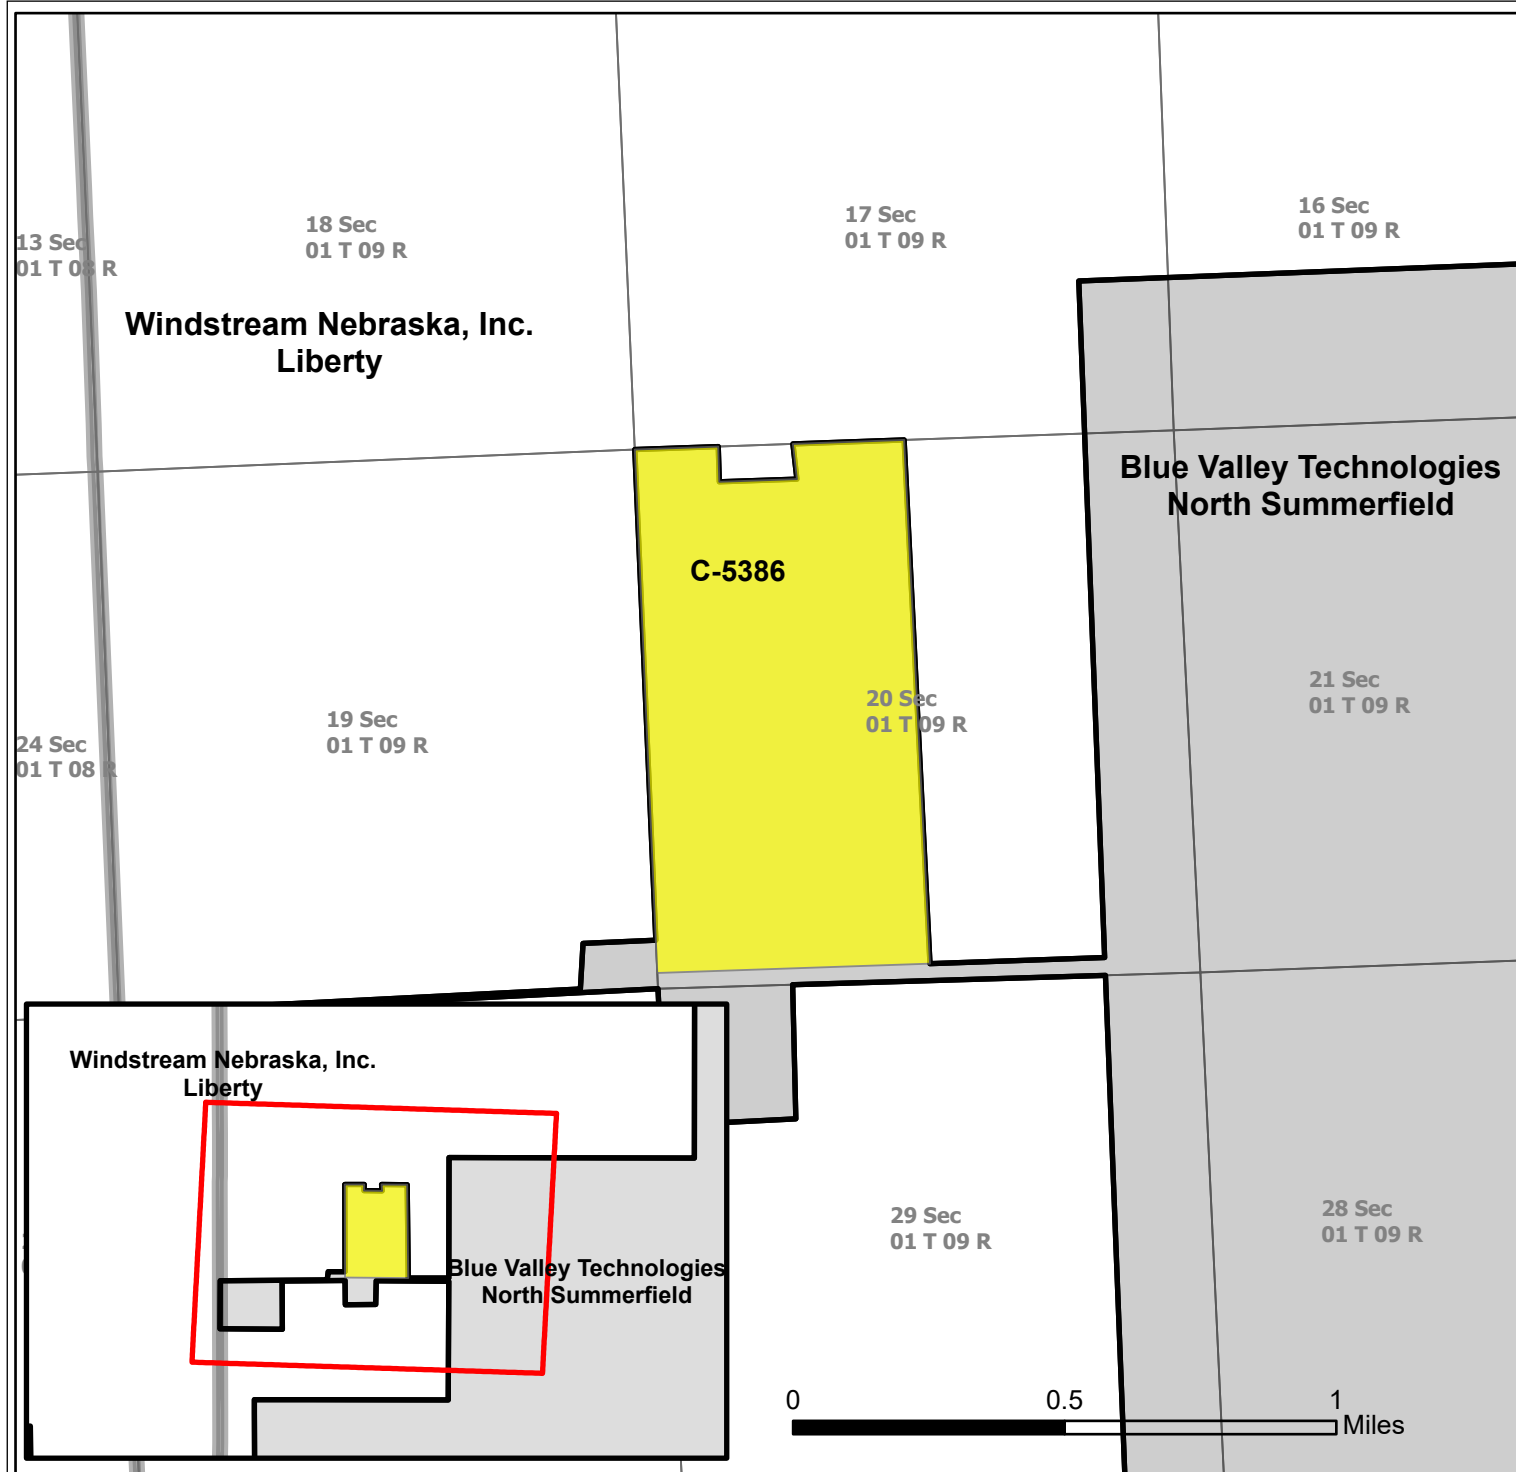 13 Sec
01 T 08 R
18 Sec
01 T 09 R
17 Sec
01 T 09 R
16 Sec
01 T 09 R
Windstream Nebraska, Inc.
Liberty
Blue Valley Technologies
North Summerfield
C-5386
24 Sec
01 T 08 R
19 Sec
01 T 09 R
20 Sec
01 T 09 R
21 Sec
01 T 09 R
Windstream Nebraska, Inc.
Liberty
Blue Valley Technologies
North Summerfield
29 Sec
01 T 09 R
28 Sec
01 T 09 R
0 0.5 1
Miles